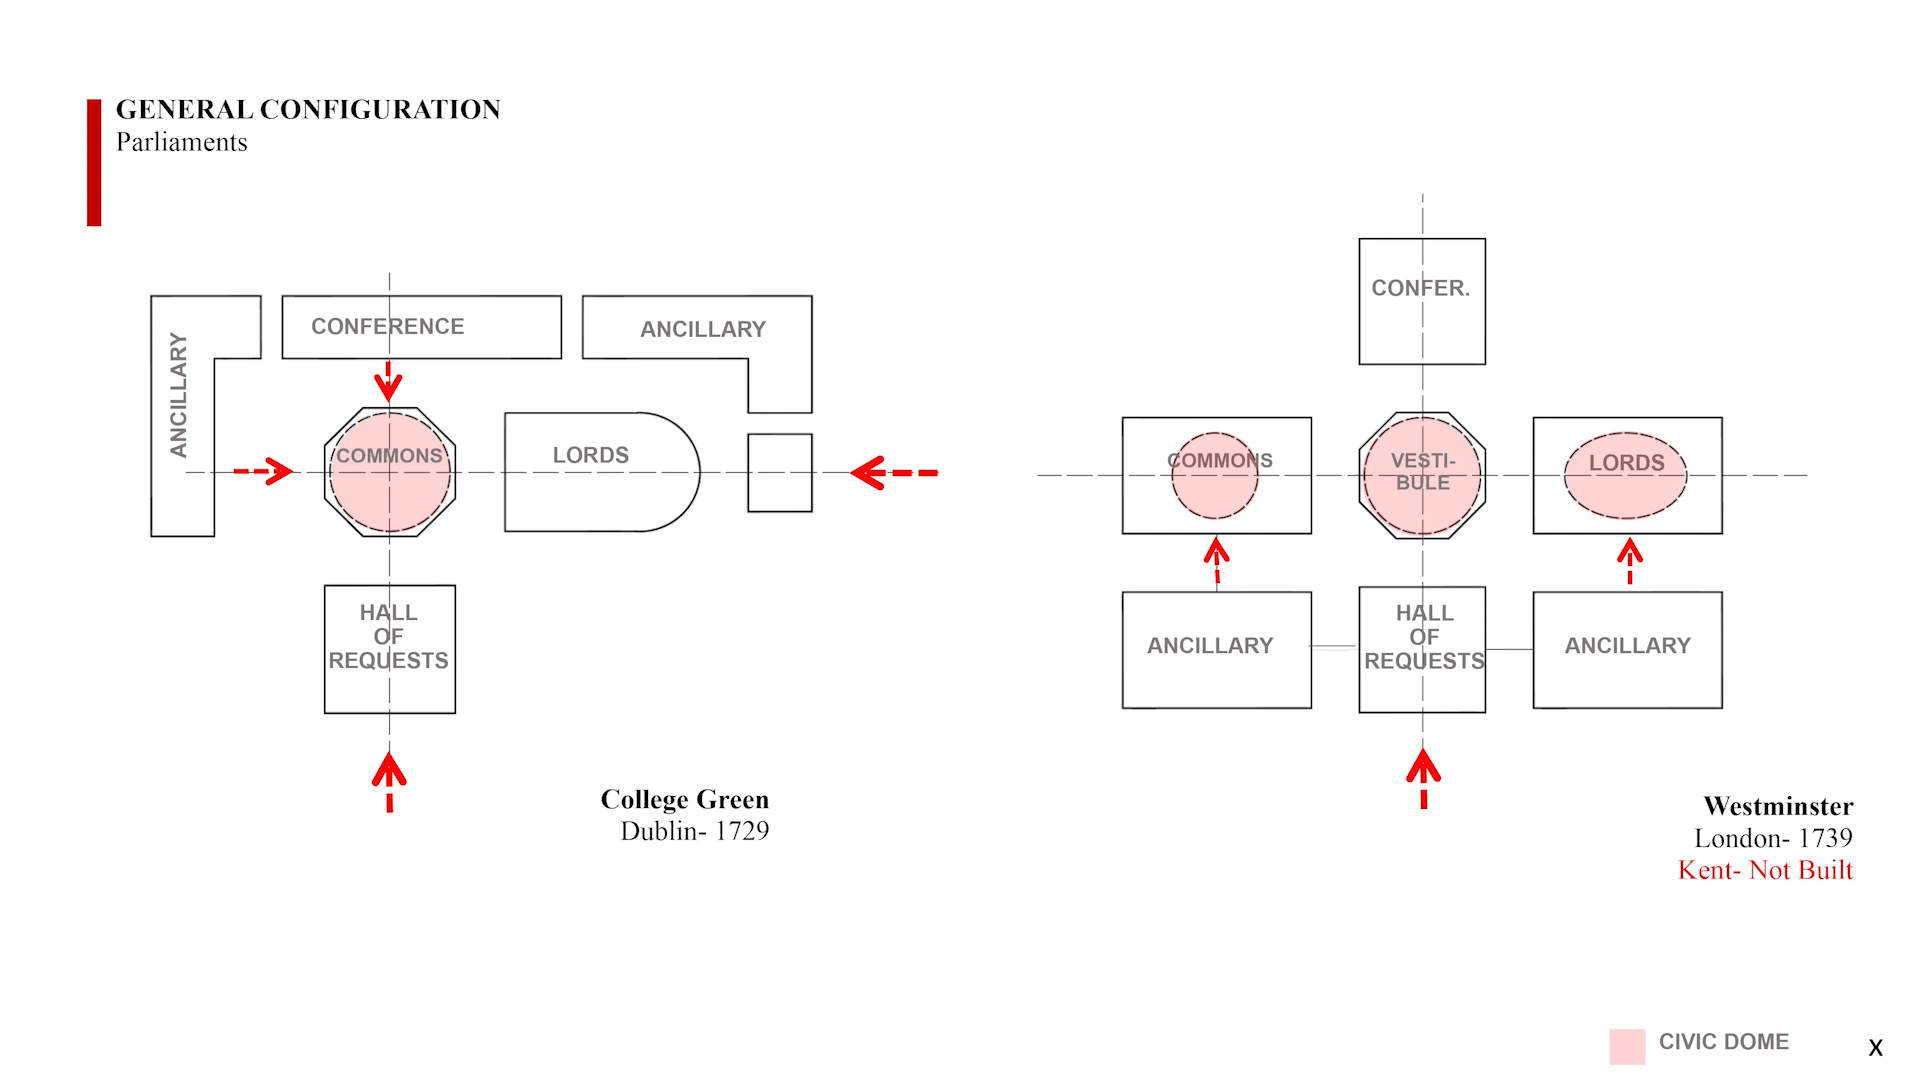 GENERAL CONFIGURATION
Parliaments
ANCILLARY
CONFERENCE
ANCILLARY
COMMONS
LORDS
HALL
OF
REQUESTS
College Green
Dublin- 1729
CONFER.
COMMONS
VESTI-
BULE
LORDS
ANCILLARY
HALL
OF
REQUESTS
ANCILLARY
Westminster
London- 1739
Kent- Not Built
CIVIC DOME
X